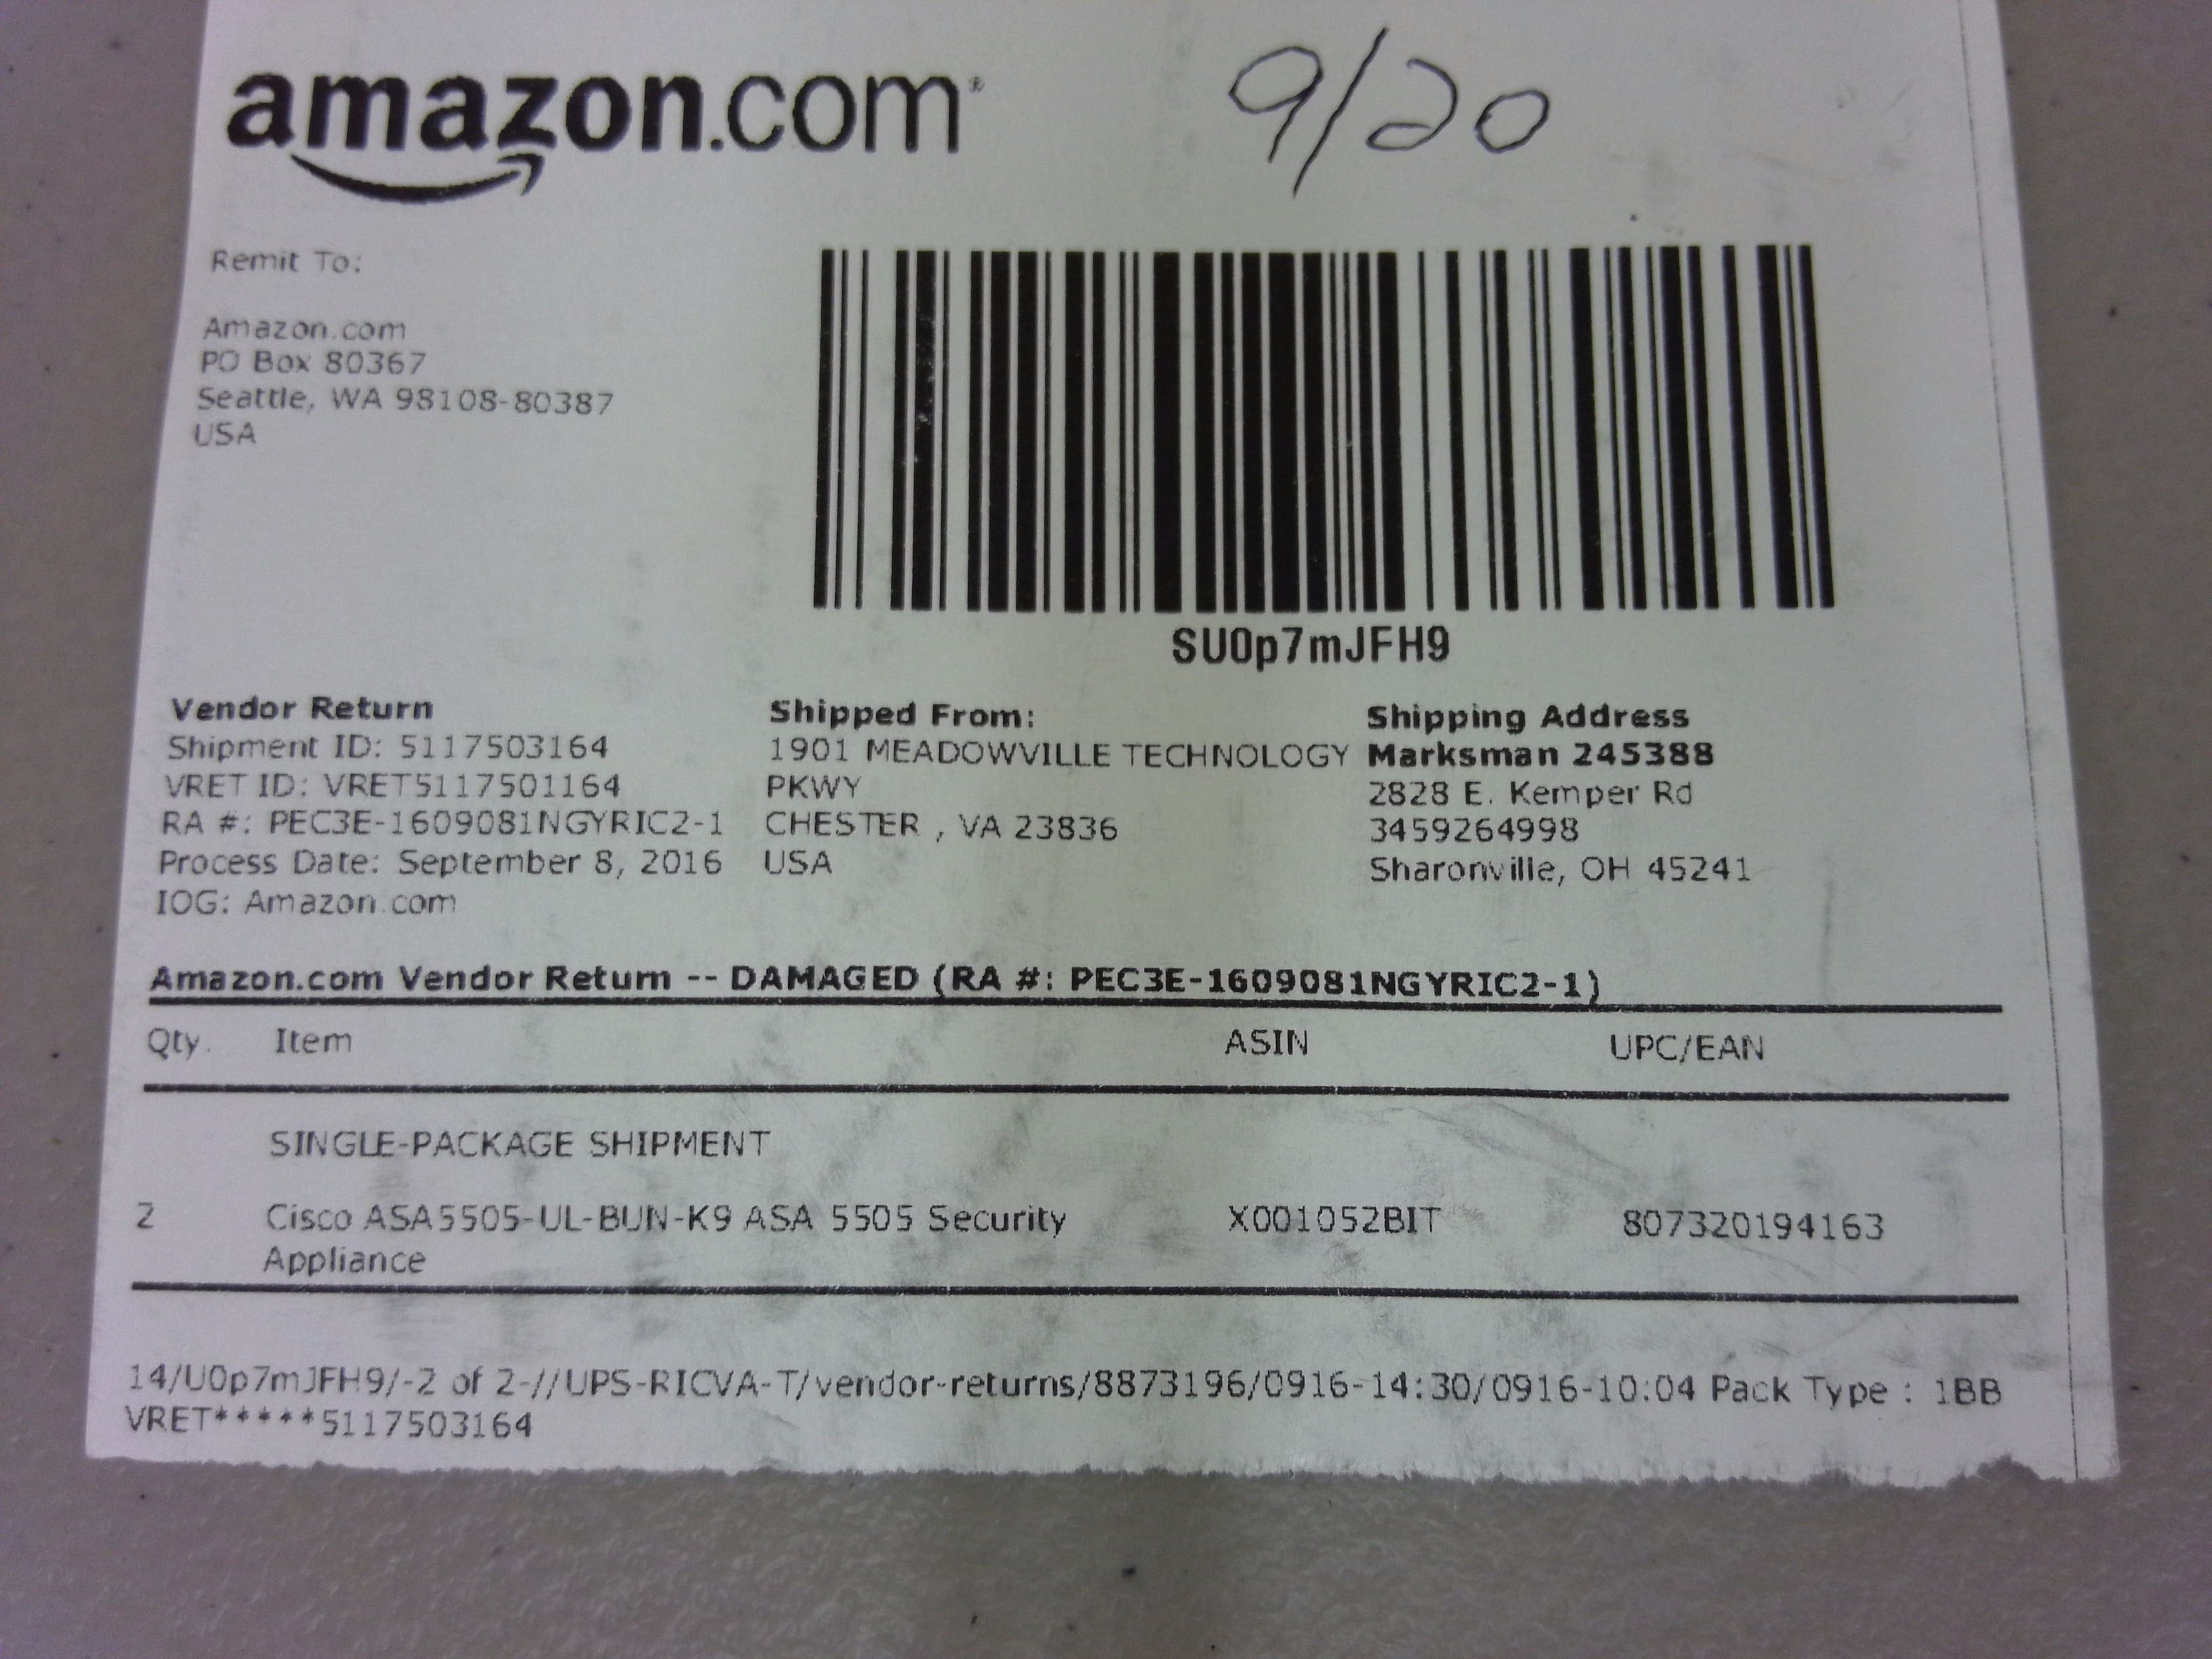 amazon.com
9/20
Remit To:
Amazon.com
PO Box 80367
Seattle, WA 98108-80387
USA
SU0p7mJFH9
Vendor Return
Shipment ID: 5117503164
VRET ID: VRET5117501164
RA #: PEC3E-1609081NGYRIC2-1
Process Date: September 8, 2016
IOG: Amazon.com
Shipped From:
1901 MEADOWVILLE TECHNOLOGY
PKWY
CHESTER , VA 23836
USA
Shipping Address
Marksman 245388
2828 E. Kemper Rd
3459264998
Sharonville, OH 45241
Amazon.com Vendor Return -- DAMAGED (RA #: PEC3E-1609081NGYRIC2-1)
Qty. Item ASIN UPC/EAN
SINGLE-PACKAGE SHIPMENT
2 Cisco ASA5505-UL-BUN-K9 ASA 5505 Security X001052BIT 807320194163
Appliance
14/U0p7mJFH9/-2 of 2-//UPS-RICVA-T/vendor-returns/8873196/0916-14:30/0916-10:04 Pack Type : 1BB
VRET*****5117503164